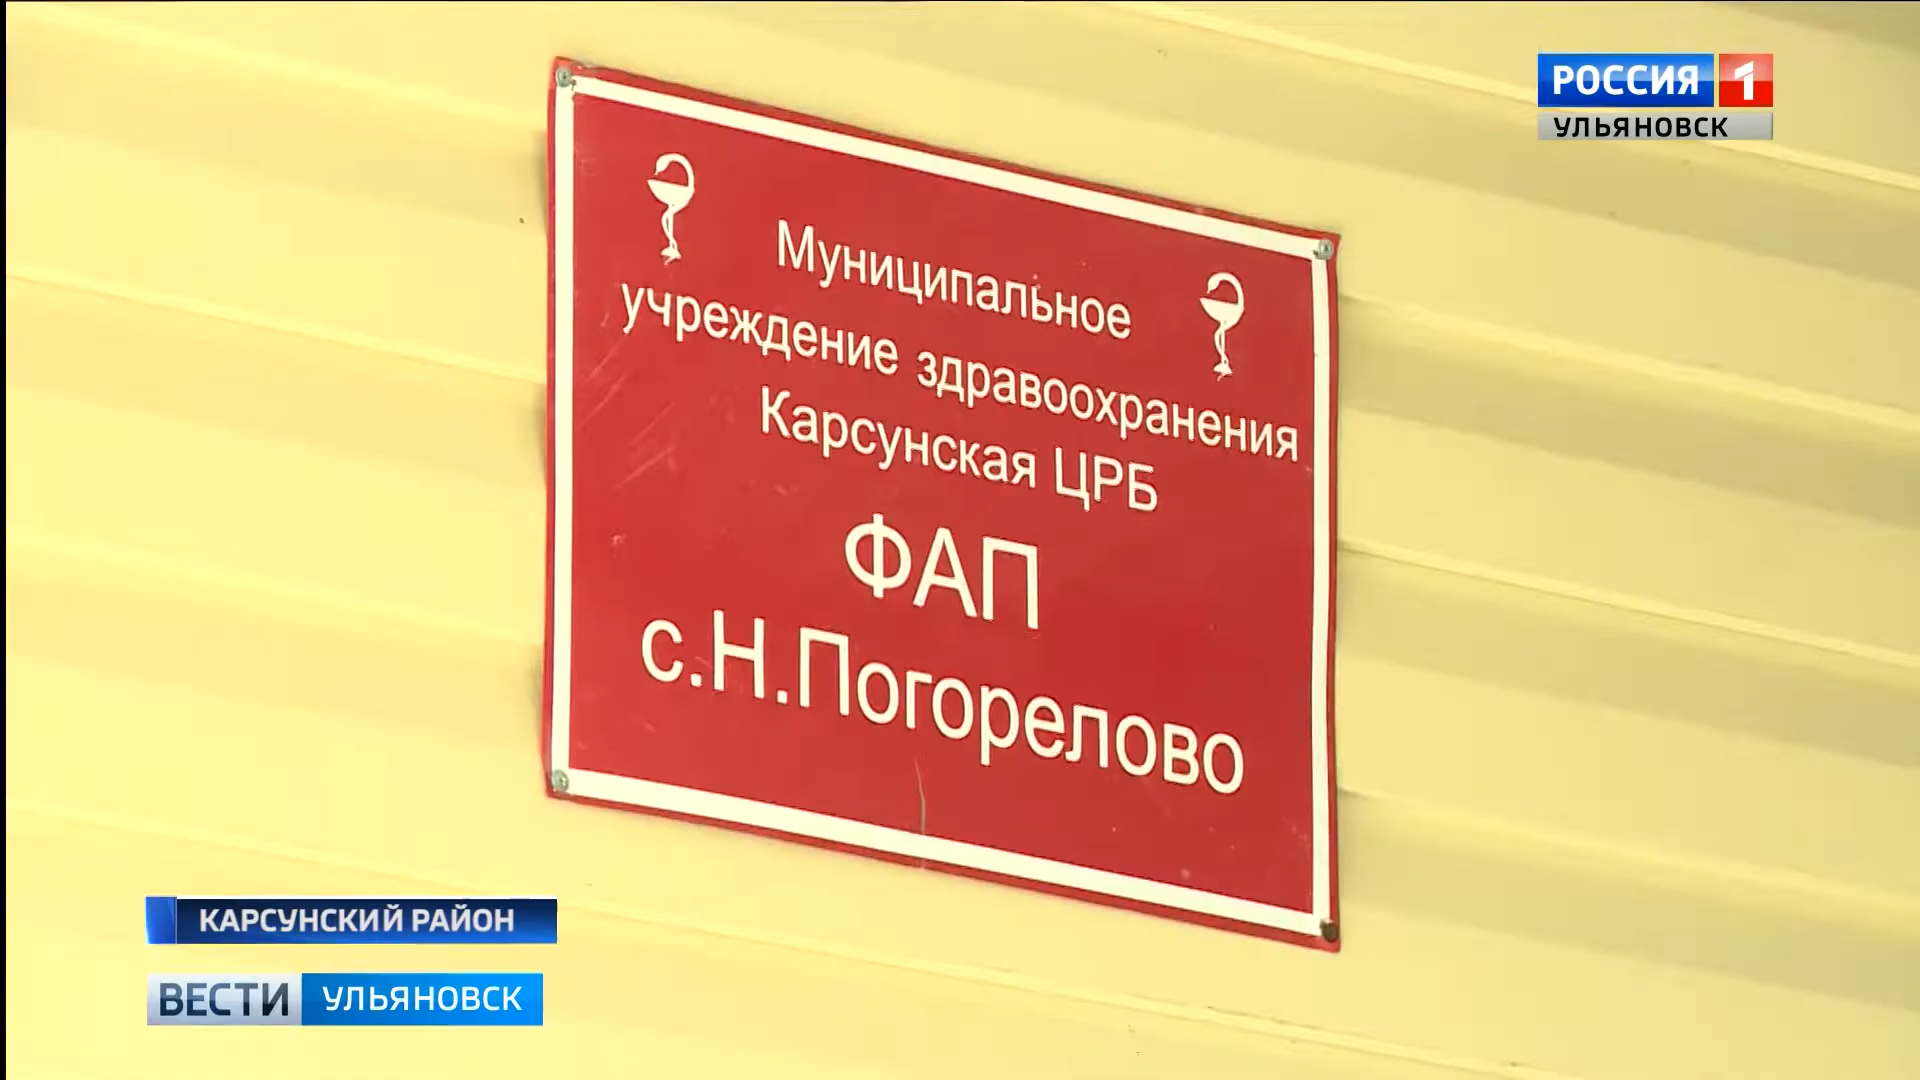 РОССИЯ 1
УЛЬЯНОВСК
Муниципальное
учреждение здравоохранения
Карсунская ЦРБ
ФАП
с.Н.Погорелово
КАРСУНСКИЙ РАЙОН
ВЕСТИ УЛЬЯНОВСК